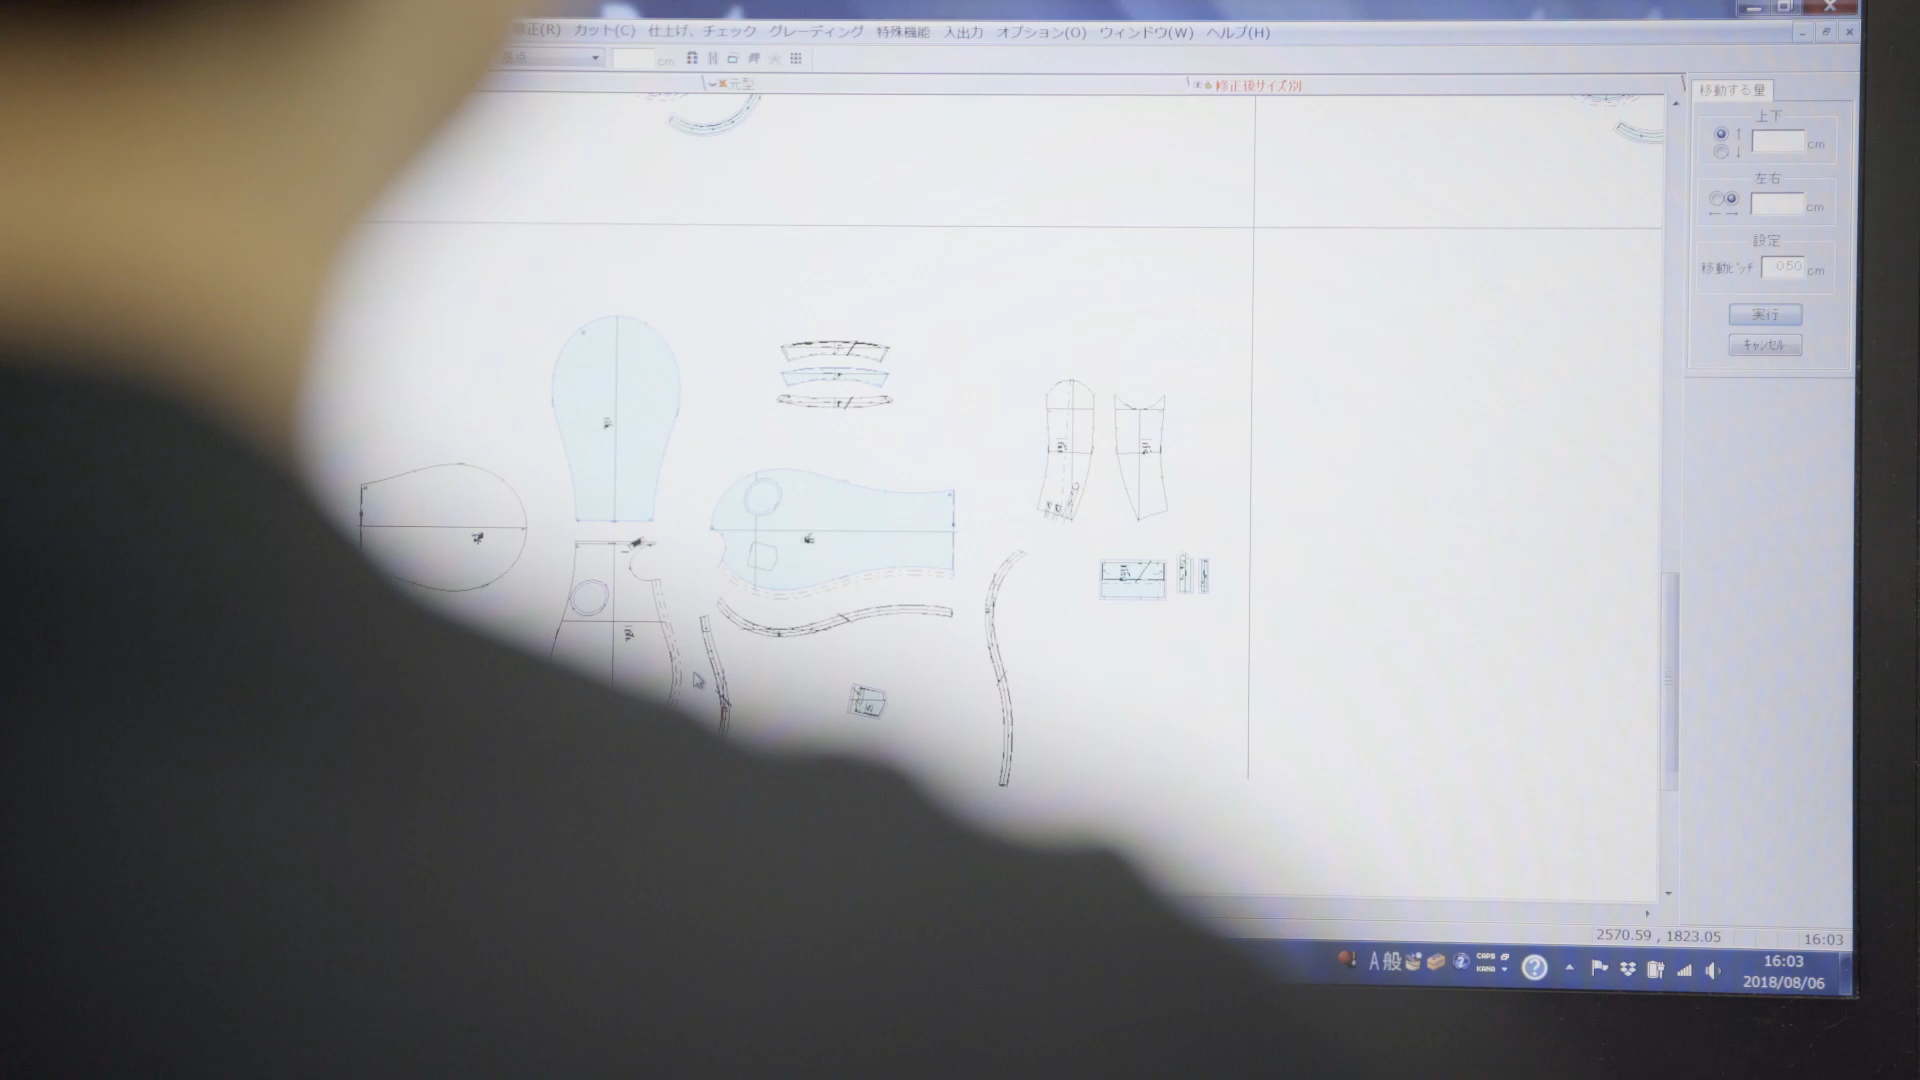 修正(R) カット(C) 仕上げ、チェック グレーディング 特殊機能 入出力 オプション(O) ウィンドウ(W) ヘルプ(H)
基点 cm
元型
修正後サイズ別
移動する量
上下
cm
左右
cm
設定
移動ピッチ 0.50 cm
実行
キャンセル
2570.59 , 1823.05 16:03
A般 CAPS KANA
16:03
2018/08/06